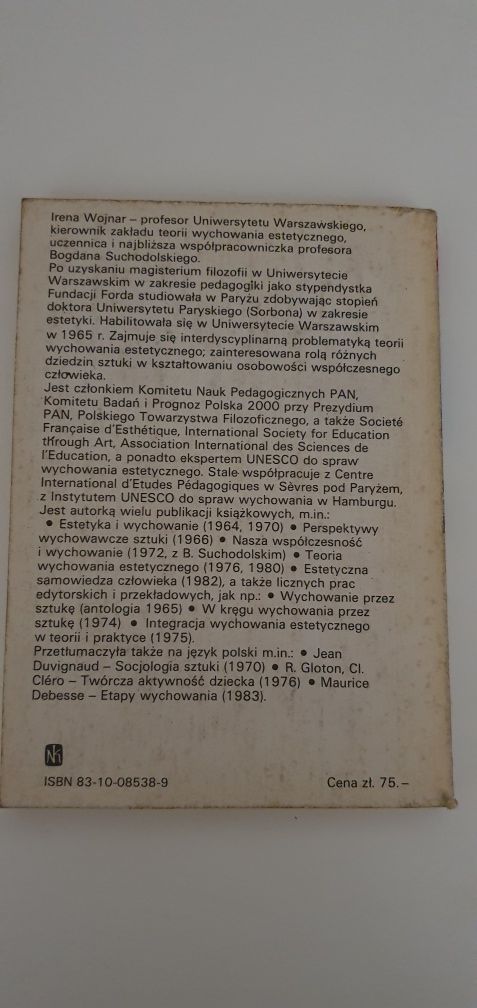 Irena Wojnar – profesor Uniwersytetu Warszawskiego,
kierownik zakładu teorii wychowania estetycznego,
uczennica i najbliższa współpracowniczka profesora
Bogdana Suchodolskiego.
Po uzyskaniu magisterium filozofii w Uniwersytecie
Warszawskim w zakresie pedagogiki jako stypendystka
Fundacji Forda studiowała w Paryżu zdobywając stopień
doktora Uniwersytetu Paryskiego (Sorbona) w zakresie
estetyki. Habilitowała się w Uniwersytecie Warszawskim
w 1965 r. Zajmuje się interdyscyplinarną problematyką teorii
wychowania estetycznego; zainteresowana rolą różnych
dziedzin sztuki w kształtowaniu osobowości współczesnego
człowieka.
Jest członkiem Komitetu Nauk Pedagogicznych PAN,
Komitetu Badań i Prognoz Polska 2000 przy Prezydium
PAN, Polskiego Towarzystwa Filozoficznego, a także Societé
Française d'Esthétique, International Society for Education
through Art, Association International des Sciences de
l'Education, a ponadto ekspertem UNESCO do spraw
wychowania estetycznego. Stale współpracuje z Centre
International d'Etudes Pédagogiques w Sèvres pod Paryżem,
z Instytutem UNESCO do spraw wychowania w Hamburgu.
Jest autorką wielu publikacji książkowych, m.in.:
• Estetyka i wychowanie (1964, 1970) • Perspektywy
wychowawcze sztuki (1966) • Nasza współczesność
i wychowanie (1972, z B. Suchodolskim) • Teoria
wychowania estetycznego (1976, 1980) • Estetyczna
samowiedza człowieka (1982), a także licznych prac
edytorskich i przekładowych, jak np.: • Wychowanie przez
sztukę (antologia 1965) • W kręgu wychowania przez
sztukę (1974) • Integracja wychowania estetycznego
w teorii i praktyce (1975).
Przetłumaczyła także na język polski m.in.: • Jean
Duvignaud – Socjologia sztuki (1970) • R. Gloton, Cl.
Cléro – Twórcza aktywność dziecka (1976) • Maurice
Debesse – Etapy wychowania (1983).
NK
ISBN 83-10-08538-9 Cena zł. 75.–